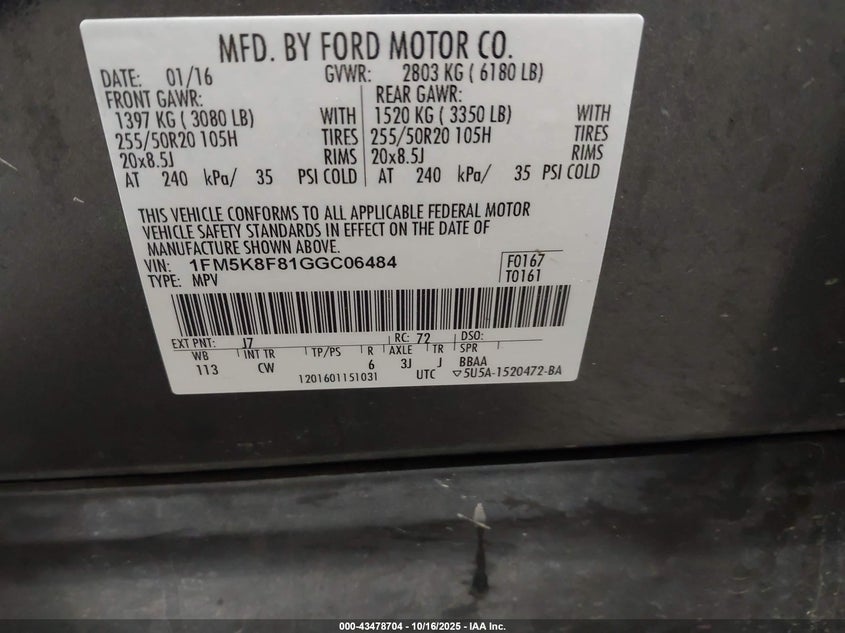 MFD. BY FORD MOTOR CO.
DATE: 01/16 GVWR: 2803 KG ( 6180 LB)
FRONT GAWR: REAR GAWR:
1397 KG ( 3080 LB) WITH 1520 KG ( 3350 LB) WITH
255/50R20 105H TIRES 255/50R20 105H TIRES
20x8.5J RIMS 20x8.5J RIMS
AT 240 kPa/ 35 PSI COLD AT 240 kPa/ 35 PSI COLD
THIS VEHICLE CONFORMS TO ALL APPLICABLE FEDERAL MOTOR
VEHICLE SAFETY STANDARDS IN EFFECT ON THE DATE OF
MANUFACTURE SHOWN ABOVE.
VIN: 1FM5K8F81GGC06484 F0167
TYPE: MPV T0161
EXT PNT: J7 RC: 72 DSO:
WB INT TR TP/PS R AXLE TR SPR
113 CW 6 3J J BBAA
1201601151031 UTC ▽5U5A-1520472-BA
000-43478704 - 10/16/2025 - IAA Inc.